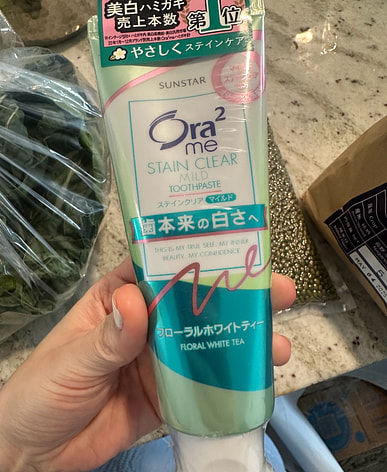 美白ハミガキ
売上本数
第1位
やさしくステインケア
SUNSTAR
Ora2
me
STAIN CLEAR
MILD
TOOTHPASTE
ステインクリア マイルド
歯本来の白さへ
THIS IS MY TRUE SELF, MY INNER
BEAUTY, MY CONFIDENCE
me
フローラルホワイトティー
FLORAL WHITE TEA